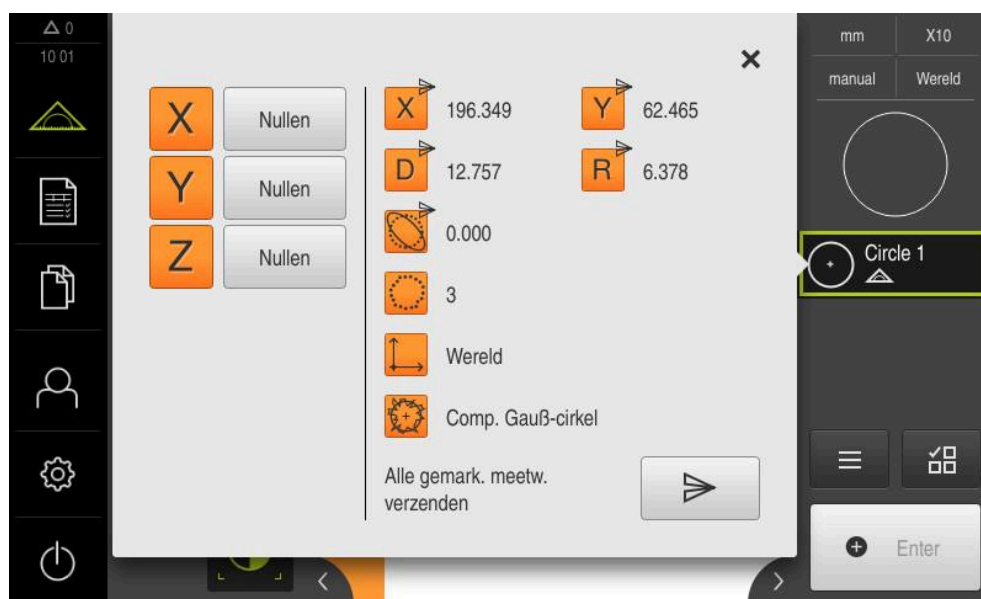 0
10 01
X Nullen
Y Nullen
Z Nullen
X 196.349 Y 62.465
D 12.757 R 6.378
0.000
3
Wereld
Comp. Gauß-cirkel
Alle gemark. meetw.
verzenden
mm X10
manual Wereld
Circle 1
Enter